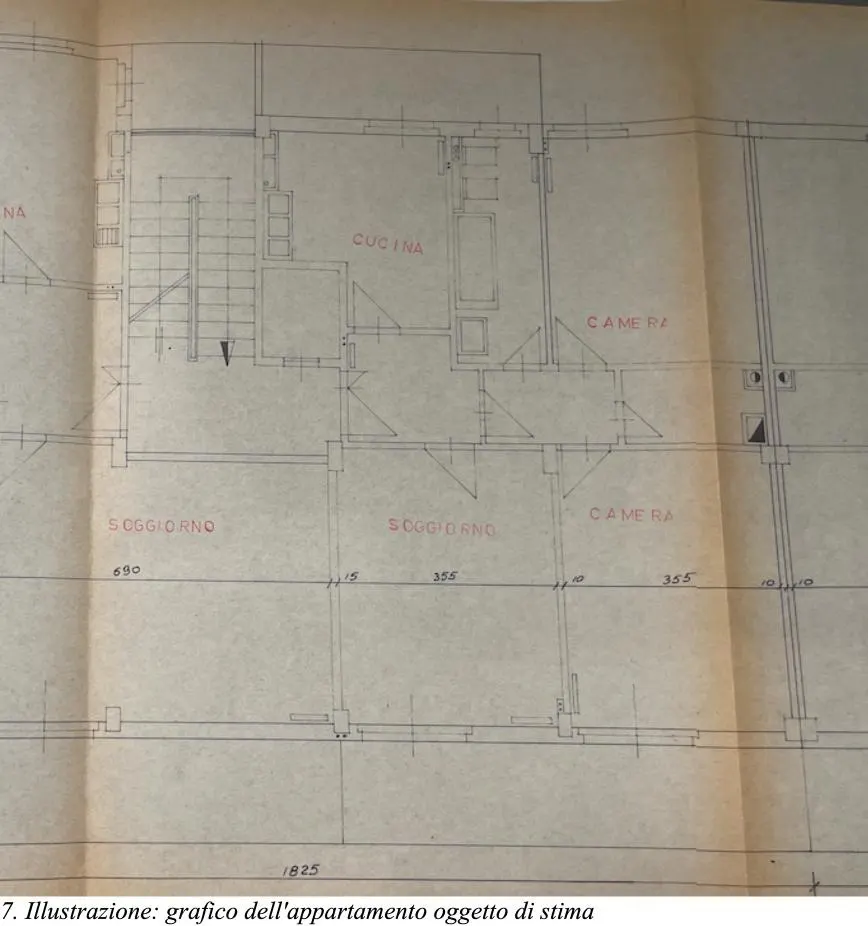 NA
CUCINA
CAMERA
SOGGIORNO
SOGGIORNO
CAMERA
690
15
355
10
355
10
10
1825
7. Illustrazione: grafico dell'appartamento oggetto di stima